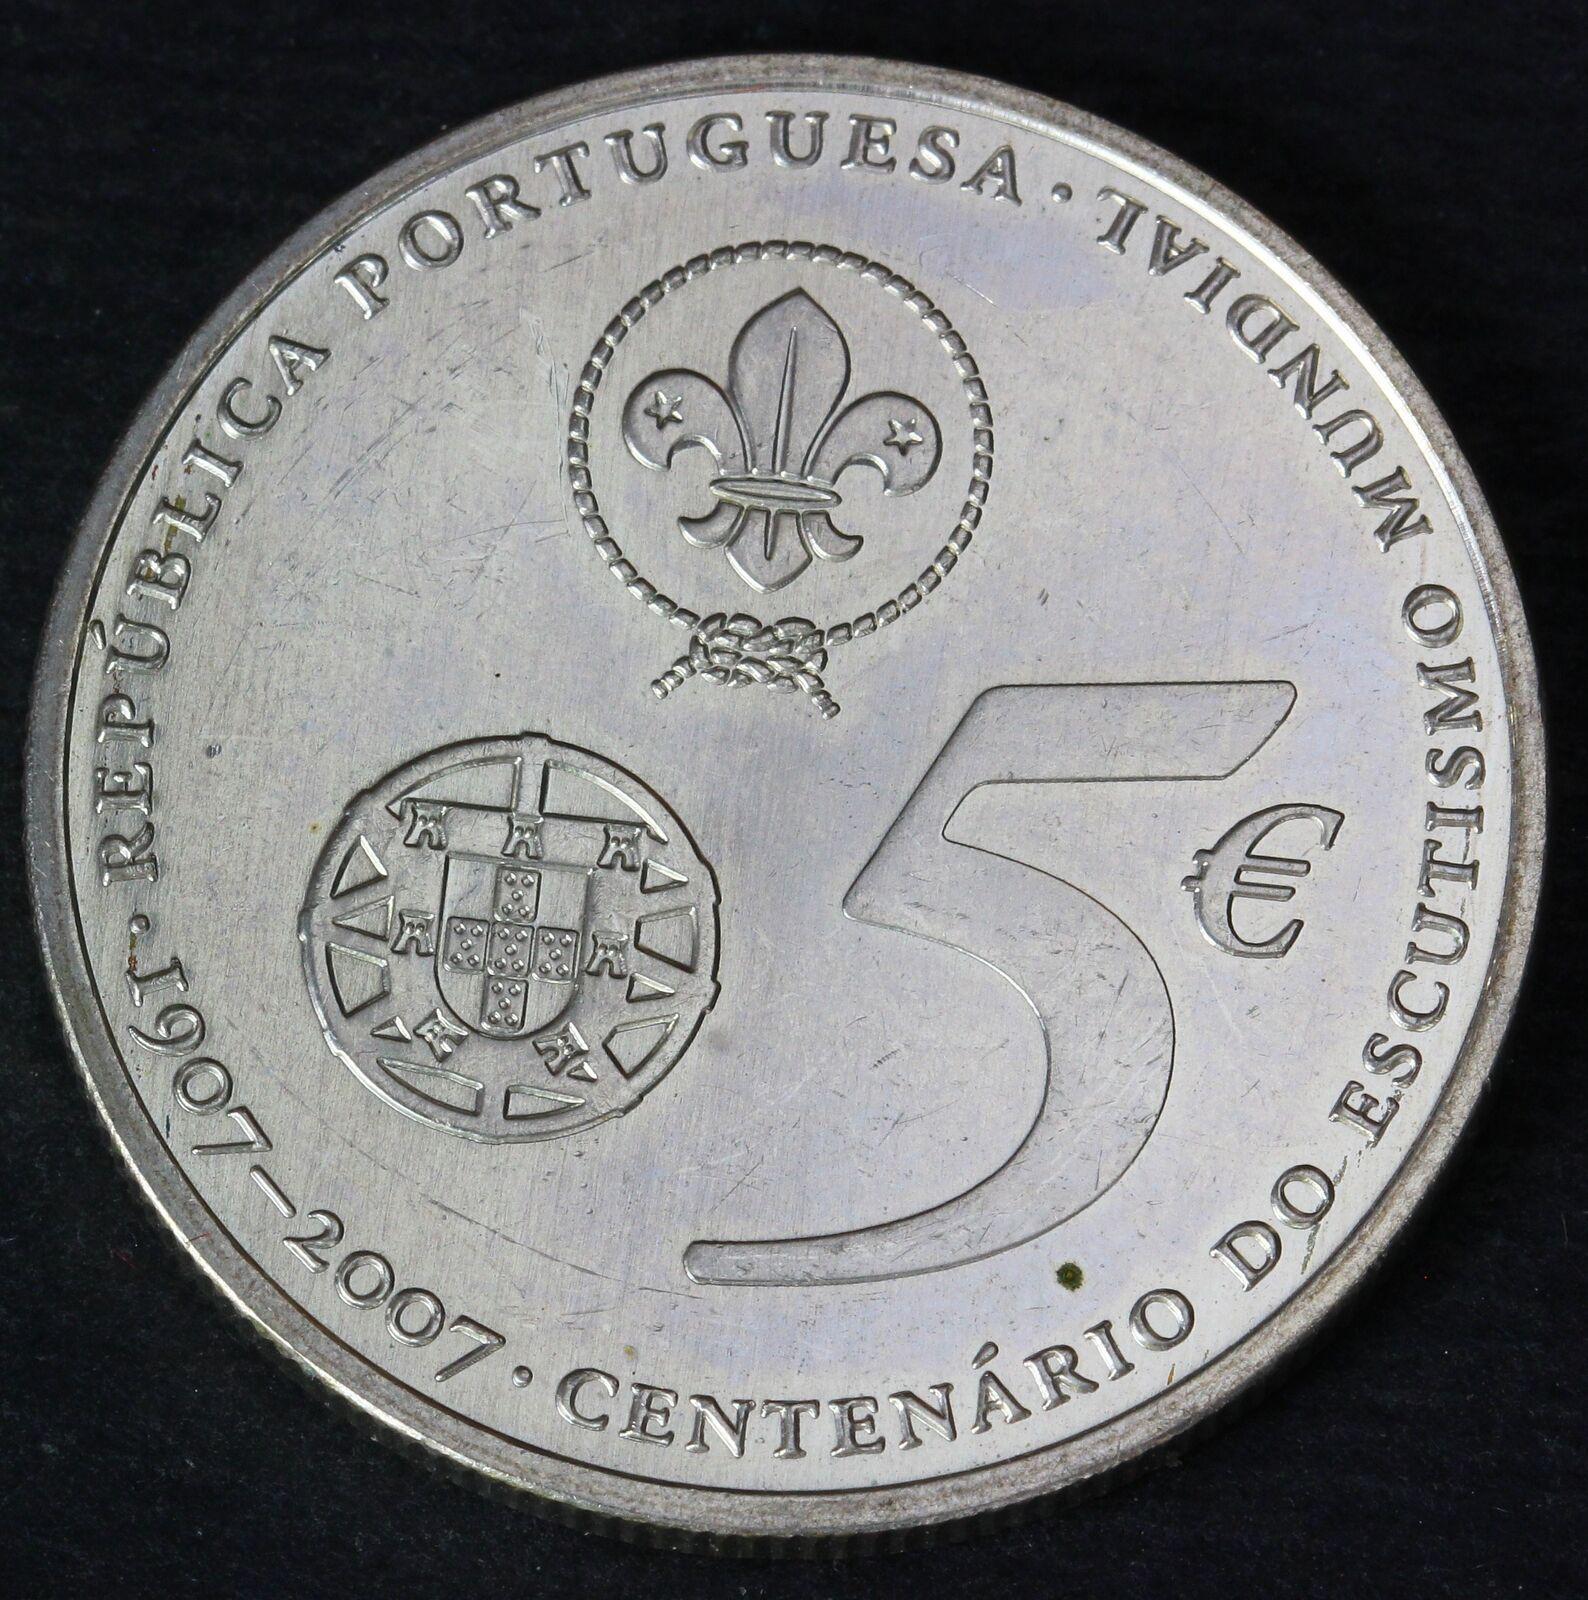 · REPÚBLICA PORTUGUESA ·
1907–2007 · CENTENÁRIO DO ESCUTISMO MUNDIAL
5 €